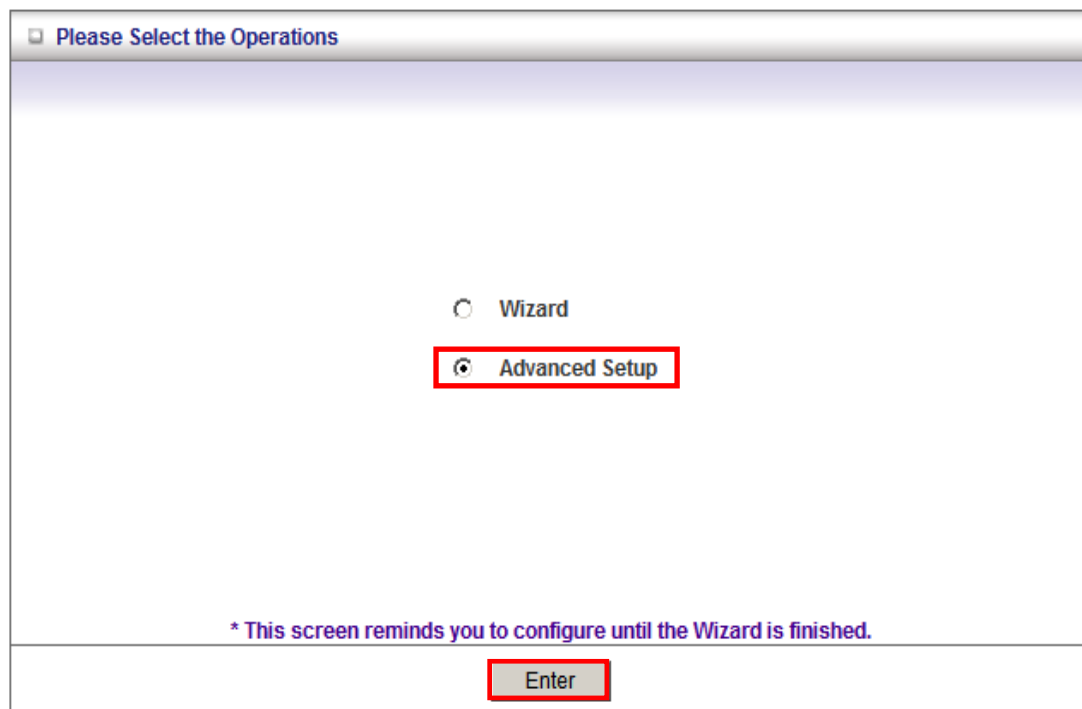 Please Select the Operations
Wizard
Advanced Setup
* This screen reminds you to configure until the Wizard is finished.
Enter